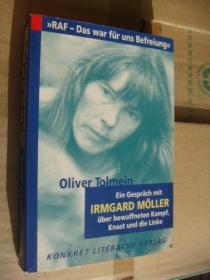 »RAF – Das war für uns Befreiung«
Oliver Tolmein
Ein Gespräch mit
IRMGARD MÖLLER
über bewaffneten Kampf,
Knast und die Linke
KONKRET LITERATUR VERLAG